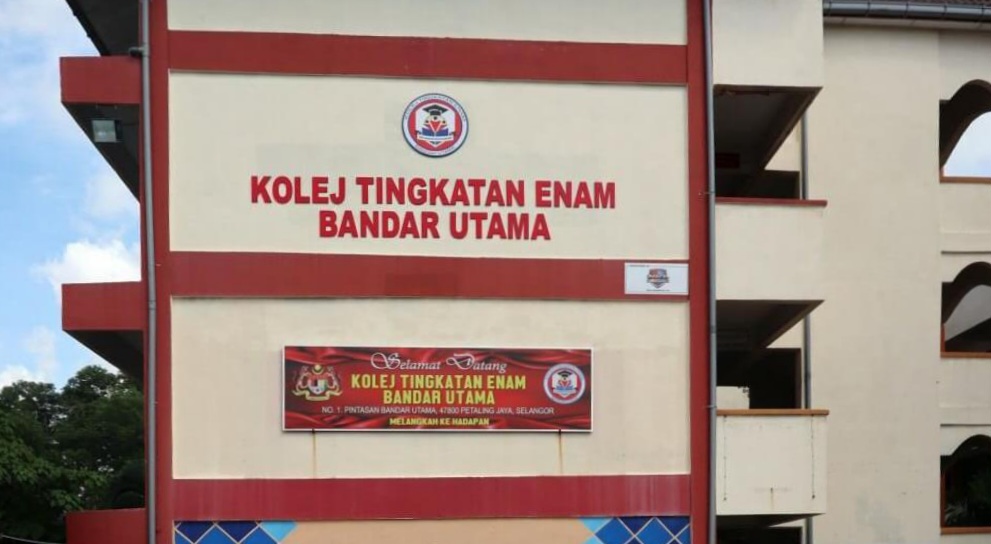 KOLEJ TINGKATAN ENAM
BANDAR UTAMA
Selamat Datang
KOLEJ TINGKATAN ENAM
BANDAR UTAMA
NO. 1, PINTASAN BANDAR UTAMA, 47800 PETALING JAYA, SELANGOR
MELANGKAH KE HADAPAN